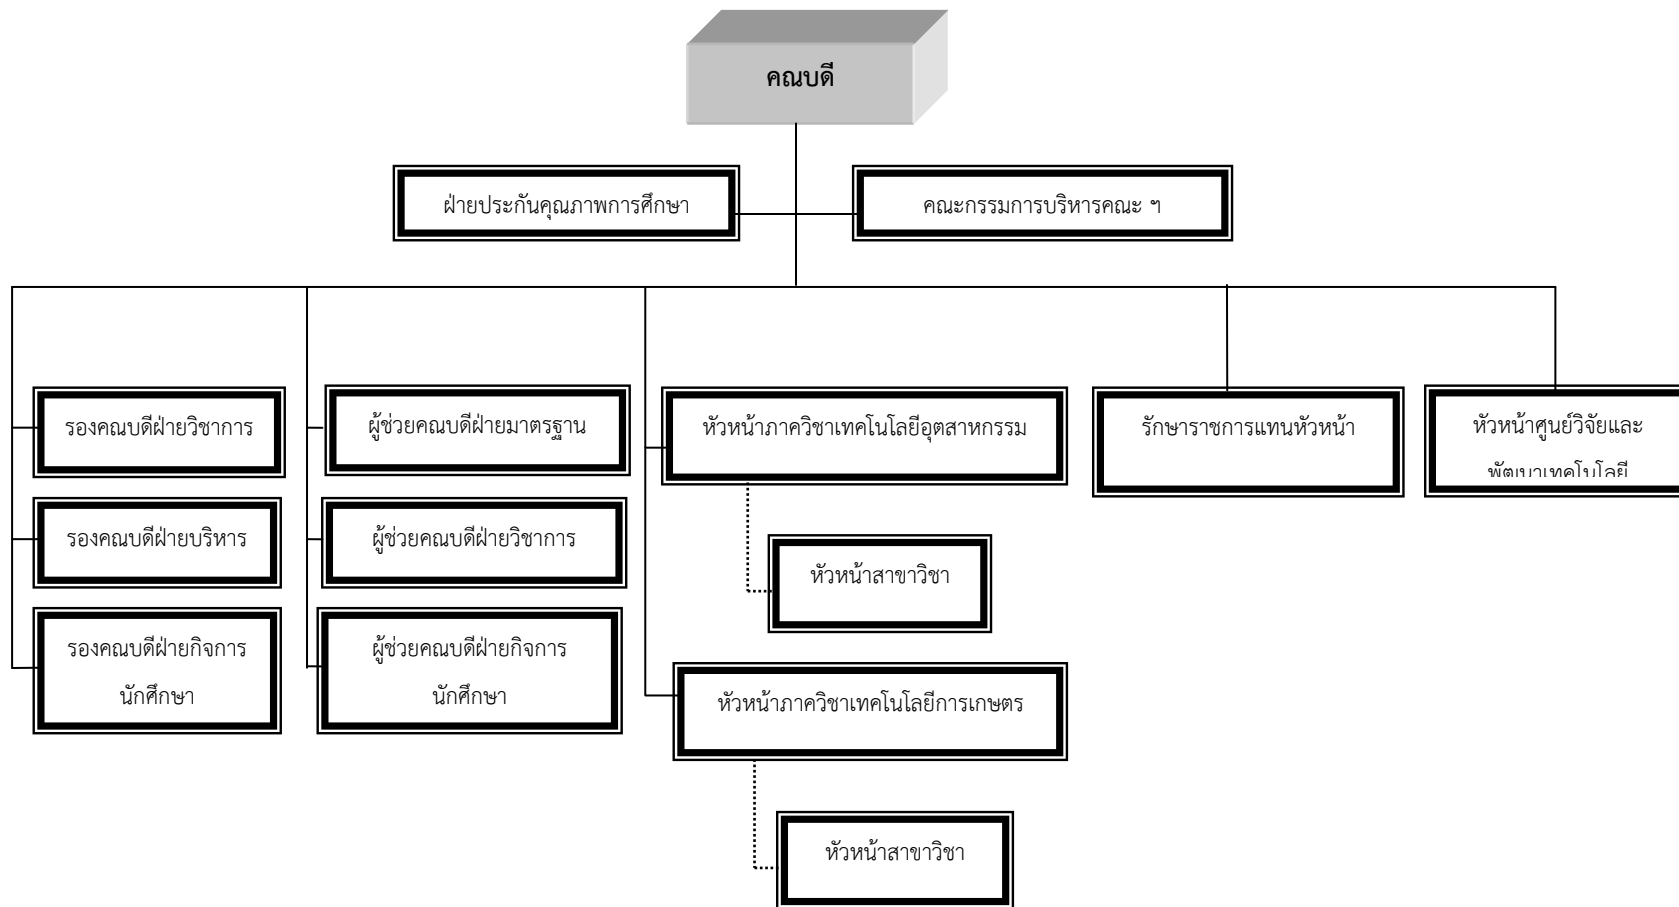 คณบดี
ฝ่ายประกันคุณภาพการศึกษา
คณะกรรมการบริหารคณะ ฯ
รองคณบดีฝ่ายวิชาการ
ผู้ช่วยคณบดีฝ่ายมาตรฐาน
หัวหน้าภาควิชาเทคโนโลยีอุตสาหกรรม
รักษาราชการแทนหัวหน้า
หัวหน้าศูนย์วิจัยและ
พัฒนาเทคโนโลยี
รองคณบดีฝ่ายบริหาร
ผู้ช่วยคณบดีฝ่ายวิชาการ
หัวหน้าสาขาวิชา
รองคณบดีฝ่ายกิจการ
นักศึกษา
ผู้ช่วยคณบดีฝ่ายกิจการ
นักศึกษา
หัวหน้าภาควิชาเทคโนโลยีการเกษตร
หัวหน้าสาขาวิชา